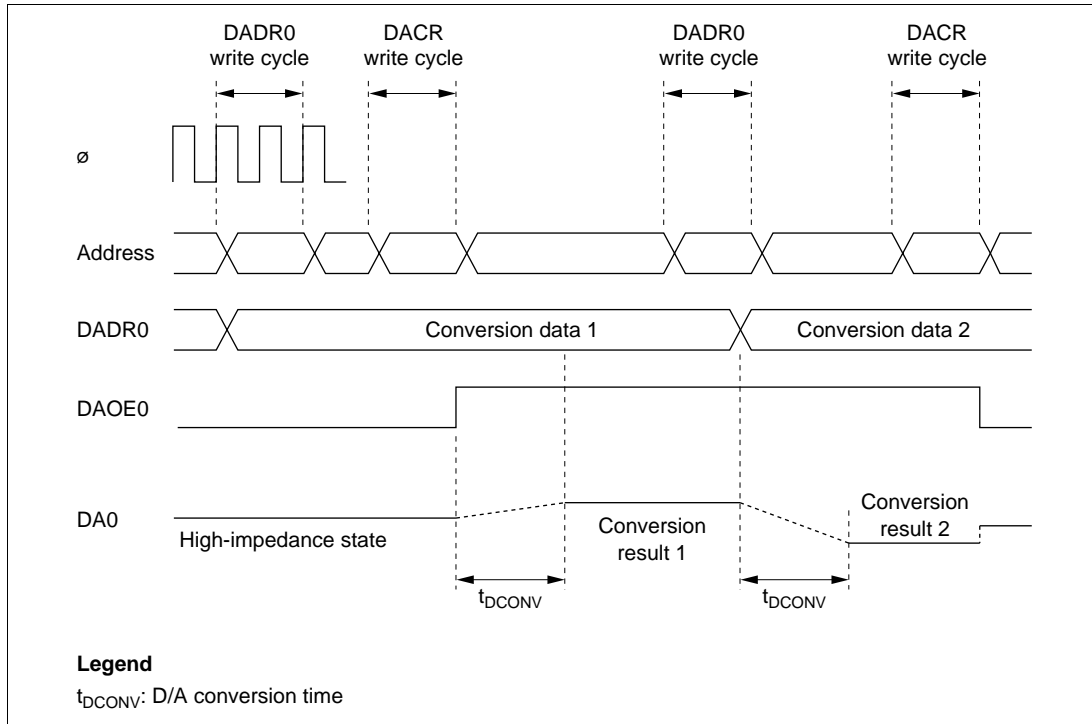 DADR0
write cycle
DACR
write cycle
DADR0
write cycle
DACR
write cycle
ø
Address
DADR0
Conversion data 1
Conversion data 2
DAOE0
DA0
High-impedance state
Conversion
result 1
Conversion
result 2
tDCONV
tDCONV
Legend
tDCONV: D/A conversion time